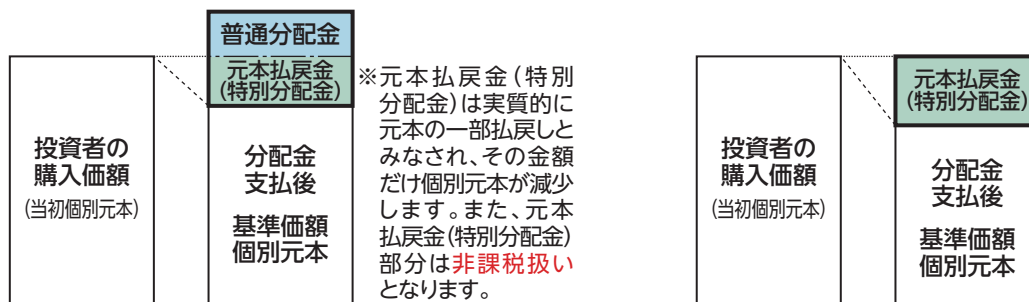 投資者の
購入価額
(当初個別元本)
普通分配金
元本払戻金
(特別分配金)
分配金
支払後
基準価額
個別元本
※元本払戻金(特別
分配金)は実質的に
元本の一部払戻しと
みなされ、その金額
だけ個別元本が減少
します。また、元本
払戻金(特別分配金)
部分は非課税扱い
となります。
投資者の
購入価額
(当初個別元本)
元本払戻金
(特別分配金)
分配金
支払後
基準価額
個別元本